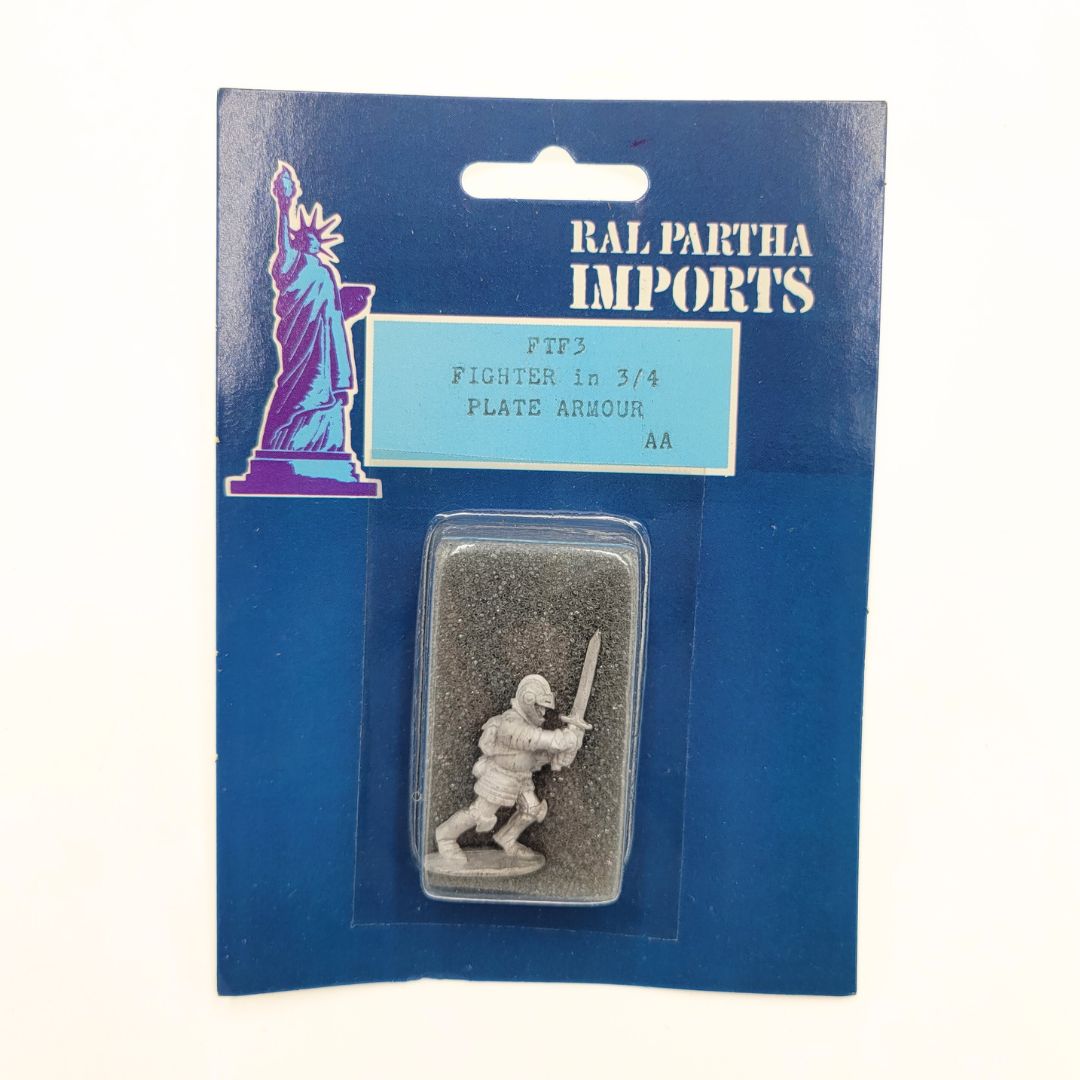 RAL PARTHA
IMPORTS
FTF3
FIGHTER in 3/4
PLATE ARMOUR
AA